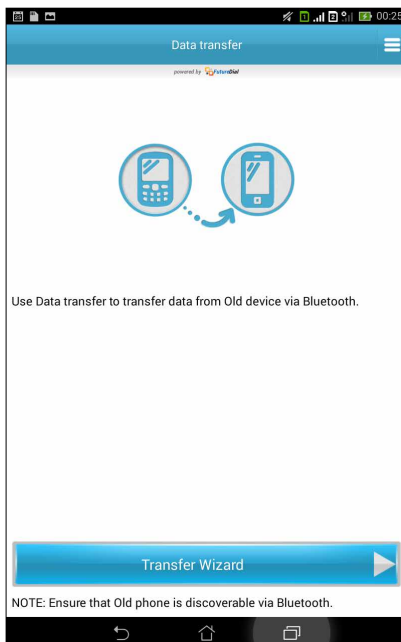 00:25
Data transfer
powered by FutureDial
Use Data transfer to transfer data from Old device via Bluetooth.
Transfer Wizard
NOTE: Ensure that Old phone is discoverable via Bluetooth.